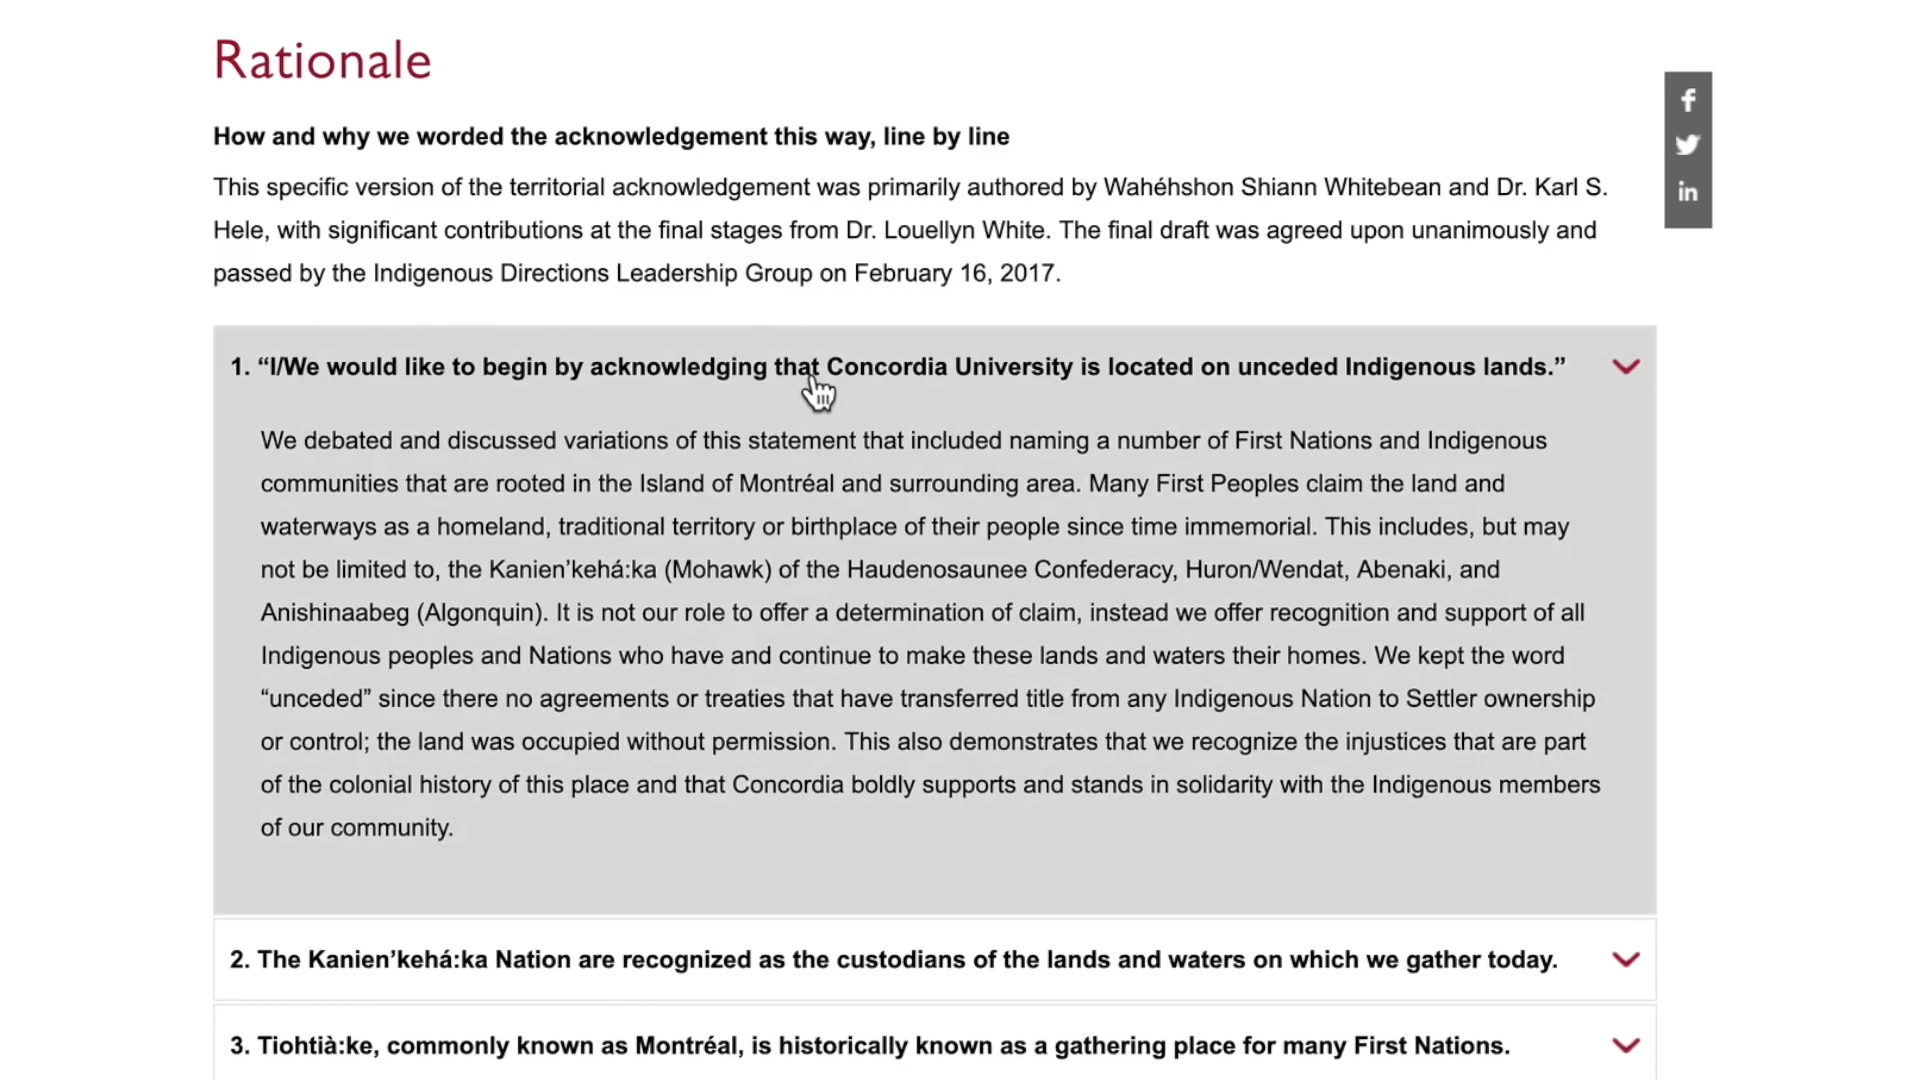 Rationale
How and why we worded the acknowledgement this way, line by line
This specific version of the territorial acknowledgement was primarily authored by Wahéhshon Shiann Whitebean and Dr. Karl S.
Hele, with significant contributions at the final stages from Dr. Louellyn White. The final draft was agreed upon unanimously and
passed by the Indigenous Directions Leadership Group on February 16, 2017.
1. “I/We would like to begin by acknowledging that Concordia University is located on unceded Indigenous lands.”
We debated and discussed variations of this statement that included naming a number of First Nations and Indigenous
communities that are rooted in the Island of Montréal and surrounding area. Many First Peoples claim the land and
waterways as a homeland, traditional territory or birthplace of their people since time immemorial. This includes, but may
not be limited to, the Kanien’kehá:ka (Mohawk) of the Haudenosaunee Confederacy, Huron/Wendat, Abenaki, and
Anishinaabeg (Algonquin). It is not our role to offer a determination of claim, instead we offer recognition and support of all
Indigenous peoples and Nations who have and continue to make these lands and waters their homes. We kept the word
“unceded” since there no agreements or treaties that have transferred title from any Indigenous Nation to Settler ownership
or control; the land was occupied without permission. This also demonstrates that we recognize the injustices that are part
of the colonial history of this place and that Concordia boldly supports and stands in solidarity with the Indigenous members
of our community.
2. The Kanien’kehá:ka Nation are recognized as the custodians of the lands and waters on which we gather today.
3. Tiohtià:ke, commonly known as Montréal, is historically known as a gathering place for many First Nations.